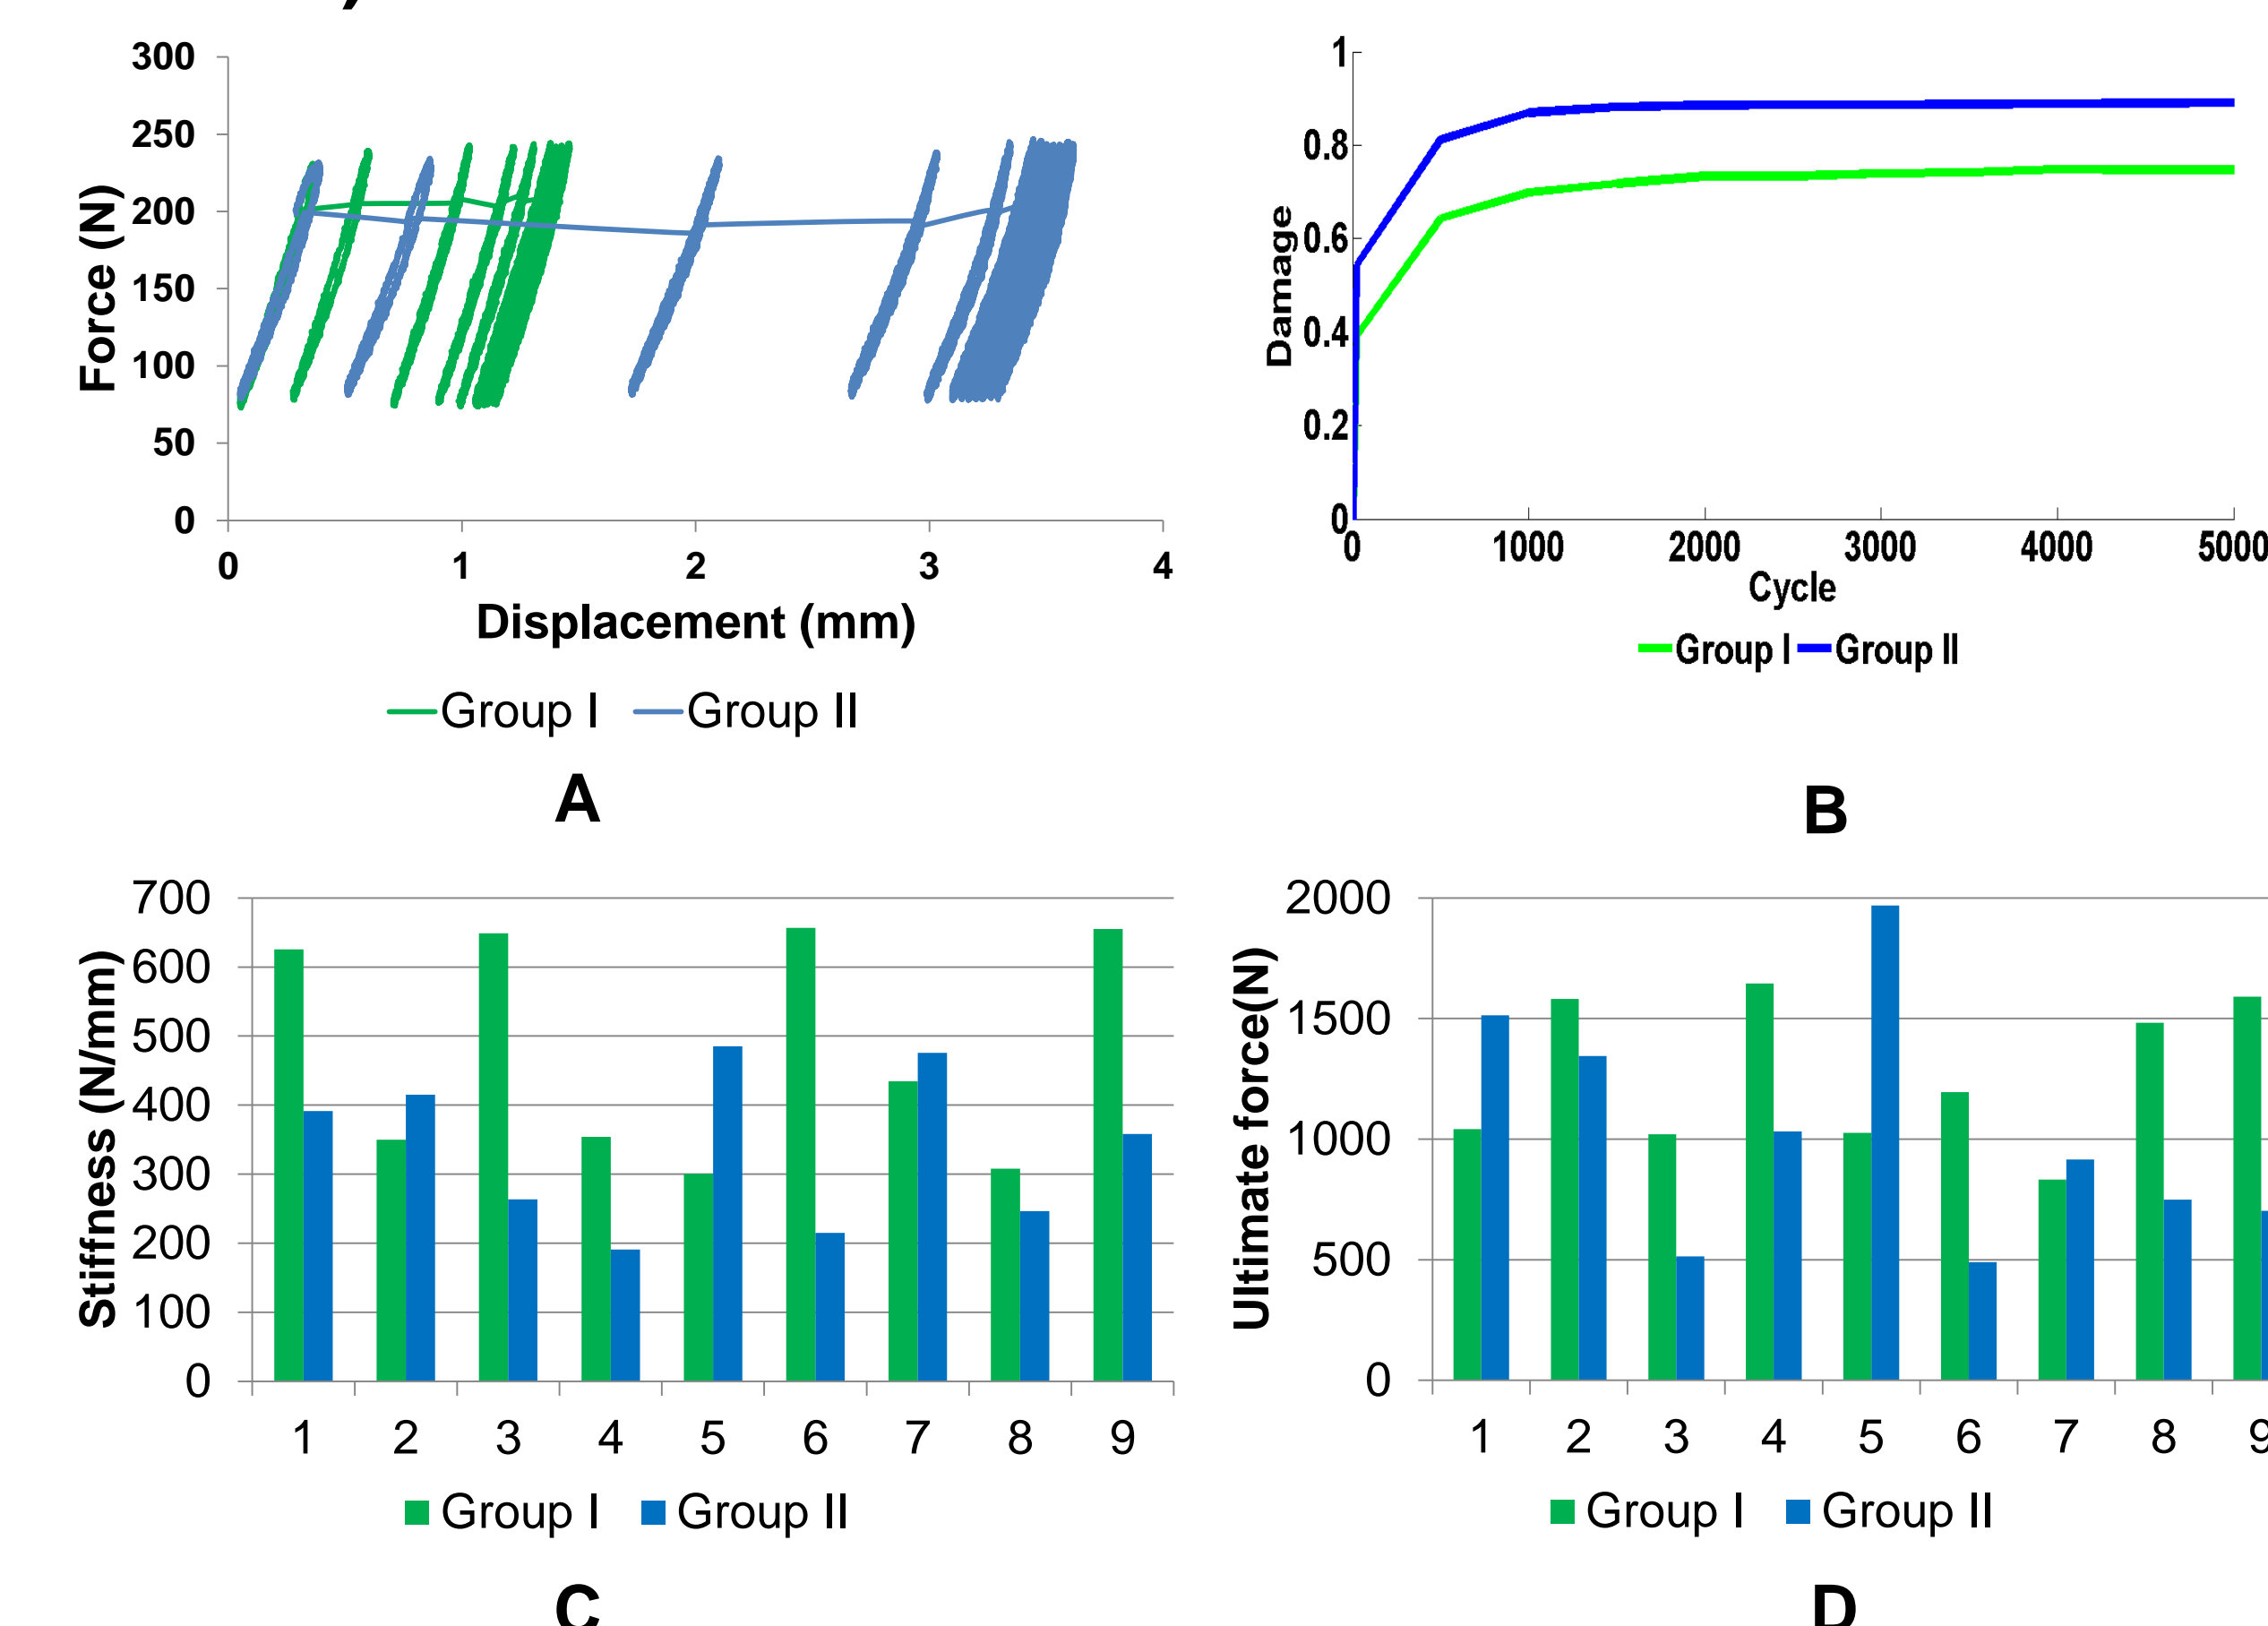 )
300
250
200
150
100
50
0
Force (N)
0 1 2 3 4
Displacement (mm)
Group I Group II
A
1
0.8
0.6
0.4
0.2
0
Damage
0 1000 2000 3000 4000 5000
Cycle
Group I Group II
B
700
600
500
400
300
200
100
0
Stiffness (N/mm)
1 2 3 4 5 6 7 8 9
Group I Group II
C
2000
1500
1000
500
0
Ultimate force(N)
1 2 3 4 5 6 7 8 9
Group I Group II
D